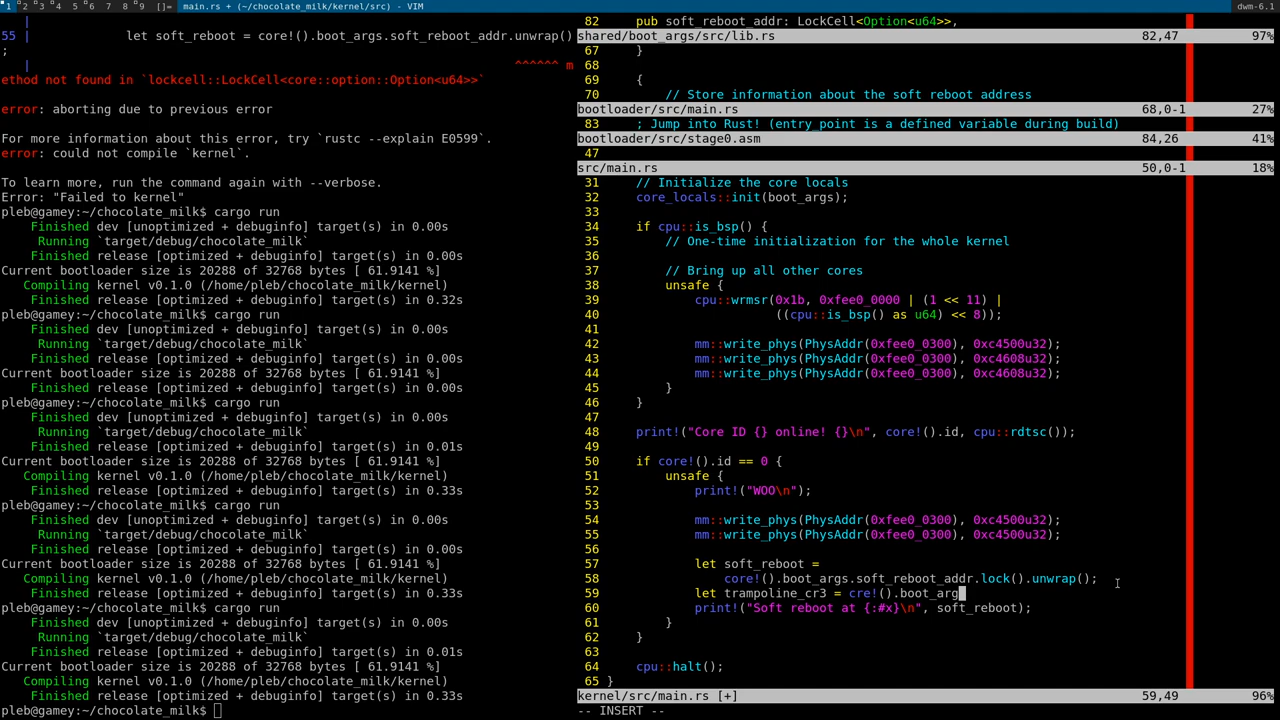 1 2 3 4 5 6 7 8 9 []= main.rs + (~/chocolate_milk/kernel/src) - VIM dwm-6.1
|
55 | let soft_reboot = core!().boot_args.soft_reboot_addr.unwrap()
;
| ^^^^^^ m
ethod not found in `lockcell::LockCell<core::option::Option<u64>>`
error: aborting due to previous error
For more information about this error, try `rustc --explain E0599`.
error: could not compile `kernel`.
To learn more, run the command again with --verbose.
Error: "Failed to kernel"
pleb@gamey:~/chocolate_milk$ cargo run
Finished dev [unoptimized + debuginfo] target(s) in 0.00s
Running `target/debug/chocolate_milk`
Finished release [optimized + debuginfo] target(s) in 0.00s
Current bootloader size is 20288 of 32768 bytes [ 61.9141 %]
Compiling kernel v0.1.0 (/home/pleb/chocolate_milk/kernel)
Finished release [optimized + debuginfo] target(s) in 0.32s
pleb@gamey:~/chocolate_milk$ cargo run
Finished dev [unoptimized + debuginfo] target(s) in 0.00s
Running `target/debug/chocolate_milk`
Finished release [optimized + debuginfo] target(s) in 0.00s
Current bootloader size is 20288 of 32768 bytes [ 61.9141 %]
Finished release [optimized + debuginfo] target(s) in 0.00s
pleb@gamey:~/chocolate_milk$ cargo run
Finished dev [unoptimized + debuginfo] target(s) in 0.00s
Running `target/debug/chocolate_milk`
Finished release [optimized + debuginfo] target(s) in 0.01s
Current bootloader size is 20288 of 32768 bytes [ 61.9141 %]
Compiling kernel v0.1.0 (/home/pleb/chocolate_milk/kernel)
Finished release [optimized + debuginfo] target(s) in 0.33s
pleb@gamey:~/chocolate_milk$ cargo run
Finished dev [unoptimized + debuginfo] target(s) in 0.00s
Running `target/debug/chocolate_milk`
Finished release [optimized + debuginfo] target(s) in 0.00s
Current bootloader size is 20288 of 32768 bytes [ 61.9141 %]
Compiling kernel v0.1.0 (/home/pleb/chocolate_milk/kernel)
Finished release [optimized + debuginfo] target(s) in 0.33s
pleb@gamey:~/chocolate_milk$ cargo run
Finished dev [unoptimized + debuginfo] target(s) in 0.00s
Running `target/debug/chocolate_milk`
Finished release [optimized + debuginfo] target(s) in 0.01s
Current bootloader size is 20288 of 32768 bytes [ 61.9141 %]
Compiling kernel v0.1.0 (/home/pleb/chocolate_milk/kernel)
Finished release [optimized + debuginfo] target(s) in 0.33s
pleb@gamey:~/chocolate_milk$
82 pub soft_reboot_addr: LockCell<Option<u64>>,
shared/boot_args/src/lib.rs 82,47 97%
67 }
68
69 {
70 // Store information about the soft reboot address
bootloader/src/main.rs 68,0-1 27%
83 ; Jump into Rust! (entry_point is a defined variable during build)
bootloader/src/stage0.asm 84,26 41%
47
src/main.rs 50,0-1 18%
31 // Initialize the core locals
32 core_locals::init(boot_args);
33
34 if cpu::is_bsp() {
35 // One-time initialization for the whole kernel
36
37 // Bring up all other cores
38 unsafe {
39 cpu::wrmsr(0x1b, 0xfee0_0000 | (1 << 11) |
40 ((cpu::is_bsp() as u64) << 8));
41
42 mm::write_phys(PhysAddr(0xfee0_0300), 0xc4500u32);
43 mm::write_phys(PhysAddr(0xfee0_0300), 0xc4608u32);
44 mm::write_phys(PhysAddr(0xfee0_0300), 0xc4608u32);
45 }
46 }
47
48 print!("Core ID {} online! {}\n", core!().id, cpu::rdtsc());
49
50 if core!().id == 0 {
51 unsafe {
52 print!("WOO\n");
53
54 mm::write_phys(PhysAddr(0xfee0_0300), 0xc4500u32);
55 mm::write_phys(PhysAddr(0xfee0_0300), 0xc4500u32);
56
57 let soft_reboot =
58 core!().boot_args.soft_reboot_addr.lock().unwrap();
59 let trampoline_cr3 = cre!().boot_arg
60 print!("Soft reboot at {:#x}\n", soft_reboot);
61 }
62 }
63
64 cpu::halt();
65 }
kernel/src/main.rs [+] 59,49 96%
-- INSERT --